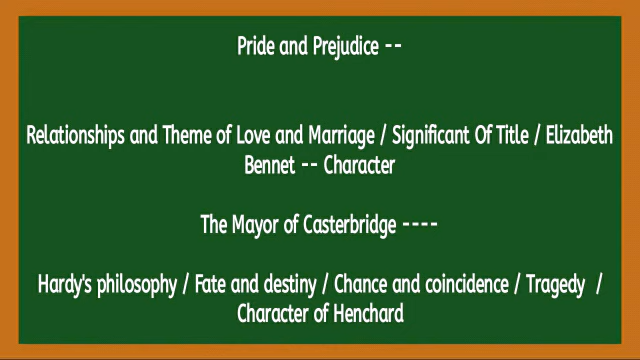 Pride and Prejudice --
Relationships and Theme of Love and Marriage / Significant Of Title / Elizabeth
Bennet -- Character
The Mayor of Casterbridge ----
Hardy's philosophy / Fate and destiny / Chance and coincidence / Tragedy  /
Character of Henchard